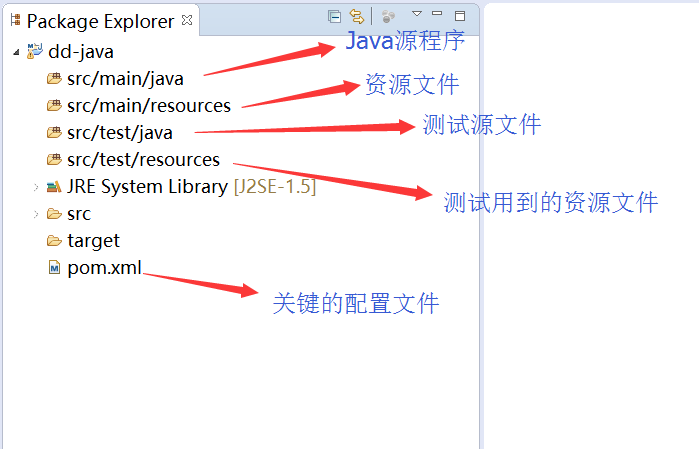 Package Explorer
dd-java
Java源程序
src/main/java
资源文件
src/main/resources
测试源文件
src/test/java
src/test/resources
测试用到的资源文件
JRE System Library [J2SE-1.5]
src
target
pom.xml
关键的配置文件